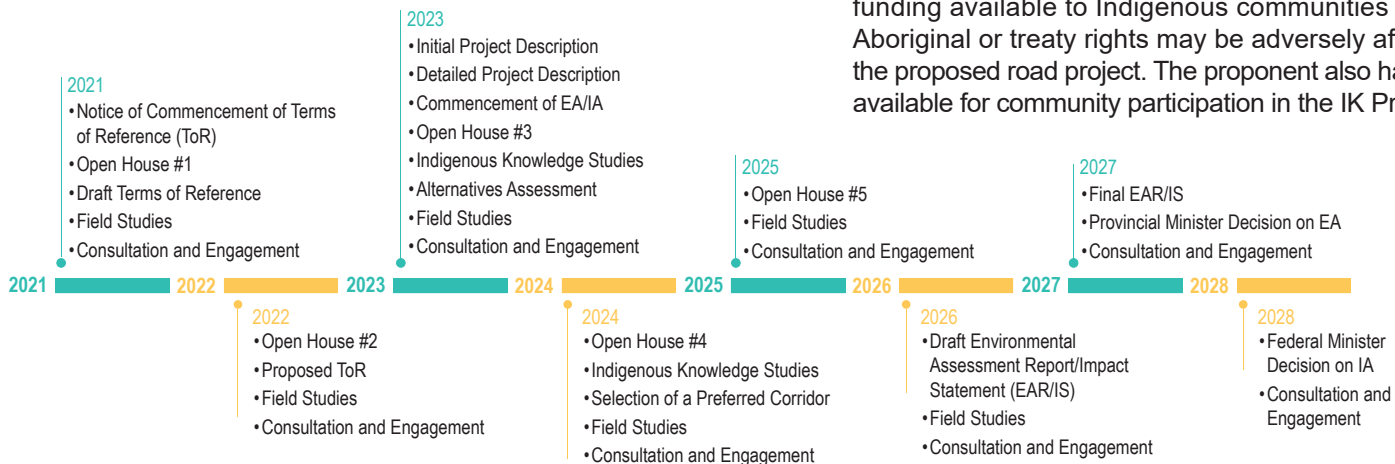 funding available to Indigenous communities
Aboriginal or treaty rights may be adversely
the proposed road project. The proponent also
available for community participation in the IK
2021
•Notice of Commencement of Terms
of Reference (ToR)
•Open House #1
•Draft Terms of Reference
•Field Studies
•Consultation and Engagement
2023
•Initial Project Description
•Detailed Project Description
•Commencement of EA/IA
•Open House #3
•Indigenous Knowledge Studies
•Alternatives Assessment
•Field Studies
•Consultation and Engagement
2025
•Open House #5
•Field Studies
•Consultation and Engagement
2027
•Final EAR/IS
•Provincial Minister Decision on EA
•Consultation and Engagement
2021 2022 2023 2024 2025 2026 2027 2028
2022
•Open House #2
•Proposed ToR
•Field Studies
•Consultation and Engagement
2024
•Open House #4
•Indigenous Knowledge Studies
•Selection of a Preferred Corridor
•Field Studies
•Consultation and Engagement
2026
•Draft Environmental
Assessment Report/Impact
Statement (EAR/IS)
•Field Studies
•Consultation and Engagement
2028
•Federal Minister
Decision on IA
•Consultation and
Engagement